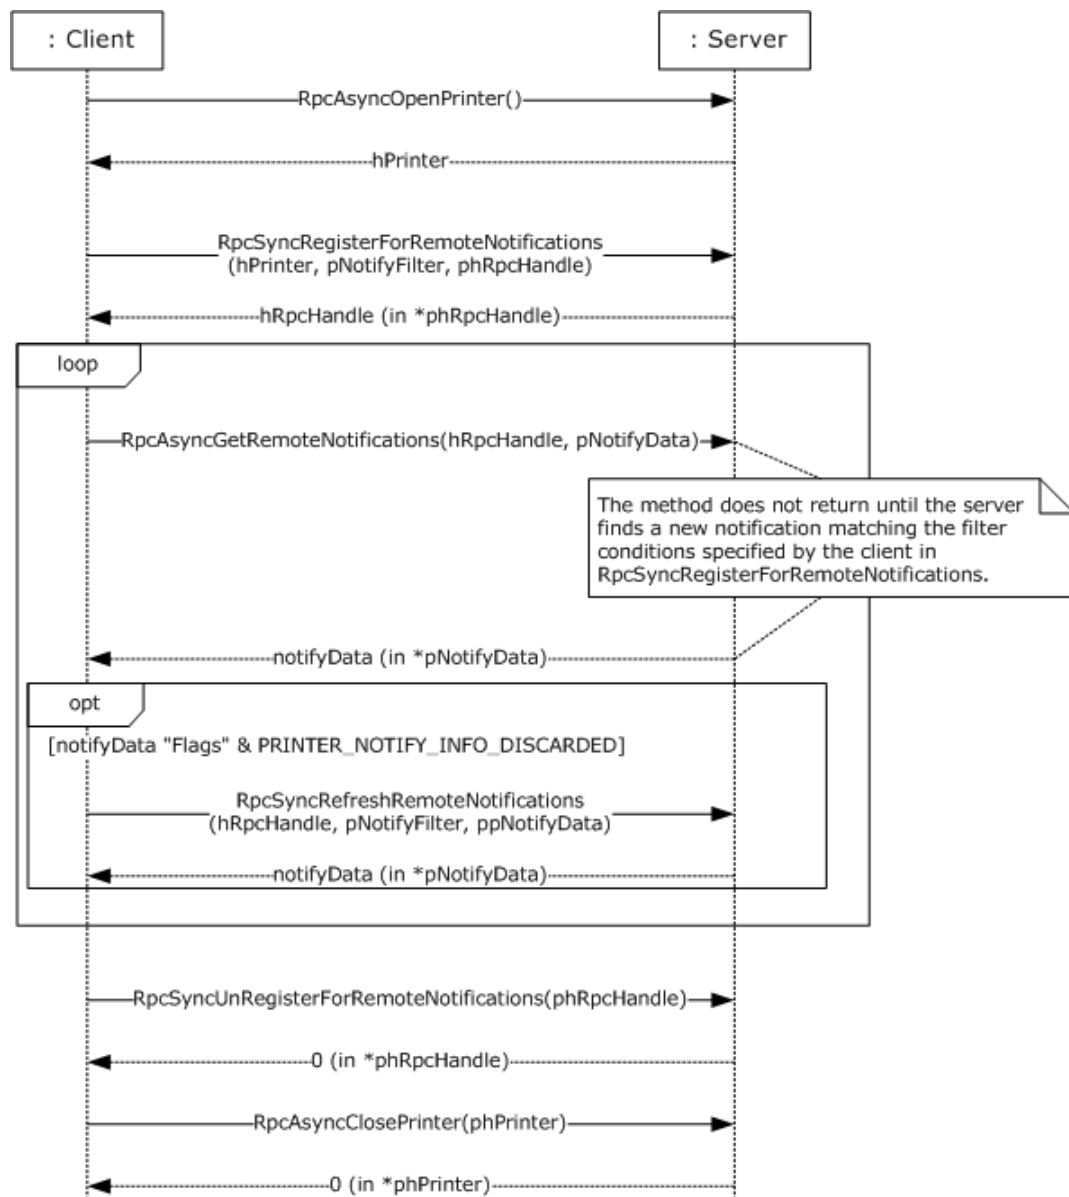 : Client
: Server
RpcAsyncOpenPrinter()
hPrinter
RpcSyncRegisterForRemoteNotifications
(hPrinter, pNotifyFilter, phRpcHandle)
hRpcHandle (in *phRpcHandle)
loop
RpcAsyncGetRemoteNotifications(hRpcHandle, pNotifyData)
The method does not return until the server
finds a new notification matching the filter
conditions specified by the client in
RpcSyncRegisterForRemoteNotifications.
notifyData (in *pNotifyData)
opt
[notifyData "Flags" & PRINTER_NOTIFY_INFO_DISCARDED]
RpcSyncRefreshRemoteNotifications
(hRpcHandle, pNotifyFilter, ppNotifyData)
notifyData (in *pNotifyData)
RpcSyncUnRegisterForRemoteNotifications(phRpcHandle)
0 (in *phRpcHandle)
RpcAsyncClosePrinter(phPrinter)
0 (in *phPrinter)